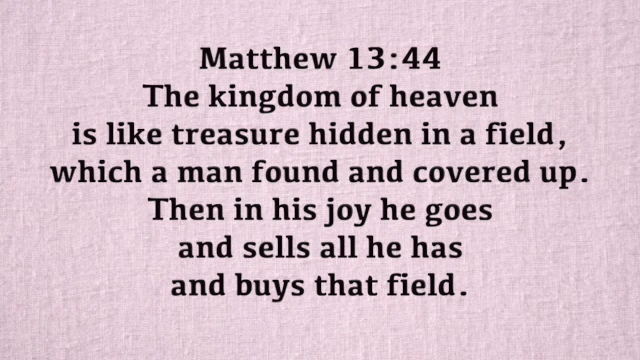 Matthew 13:44
The kingdom of heaven
is like treasure hidden in a field,
which a man found and covered up.
Then in his joy he goes
and sells all he has
and buys that field.